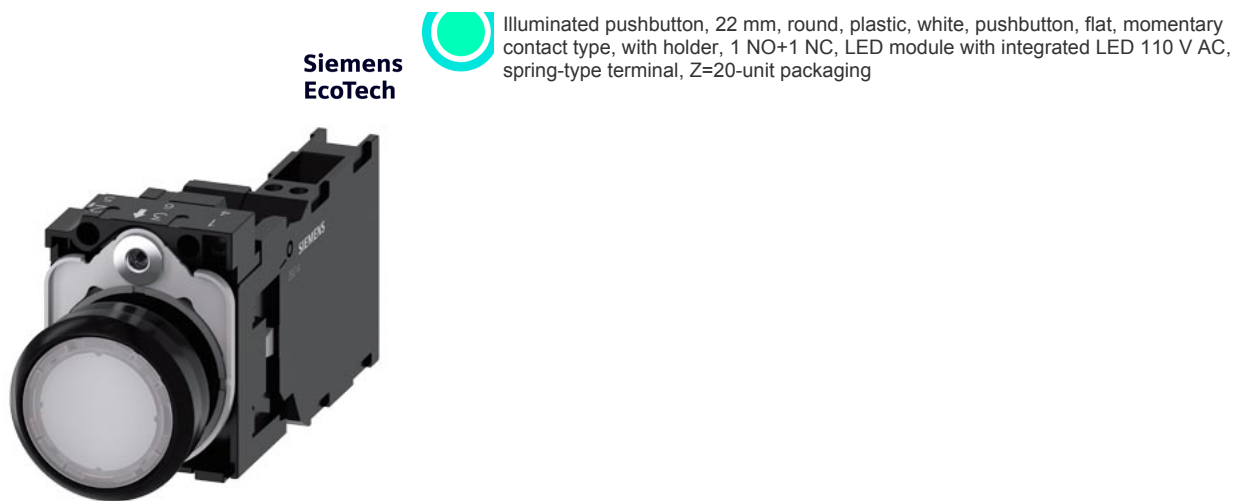 Illuminated pushbutton, 22 mm, round, plastic, white, pushbutton, flat, momentary
contact type, with holder, 1 NO+1 NC, LED module with integrated LED 110 V AC,
spring-type terminal, Z=20-unit packaging
Siemens
EcoTech
SIEMENS